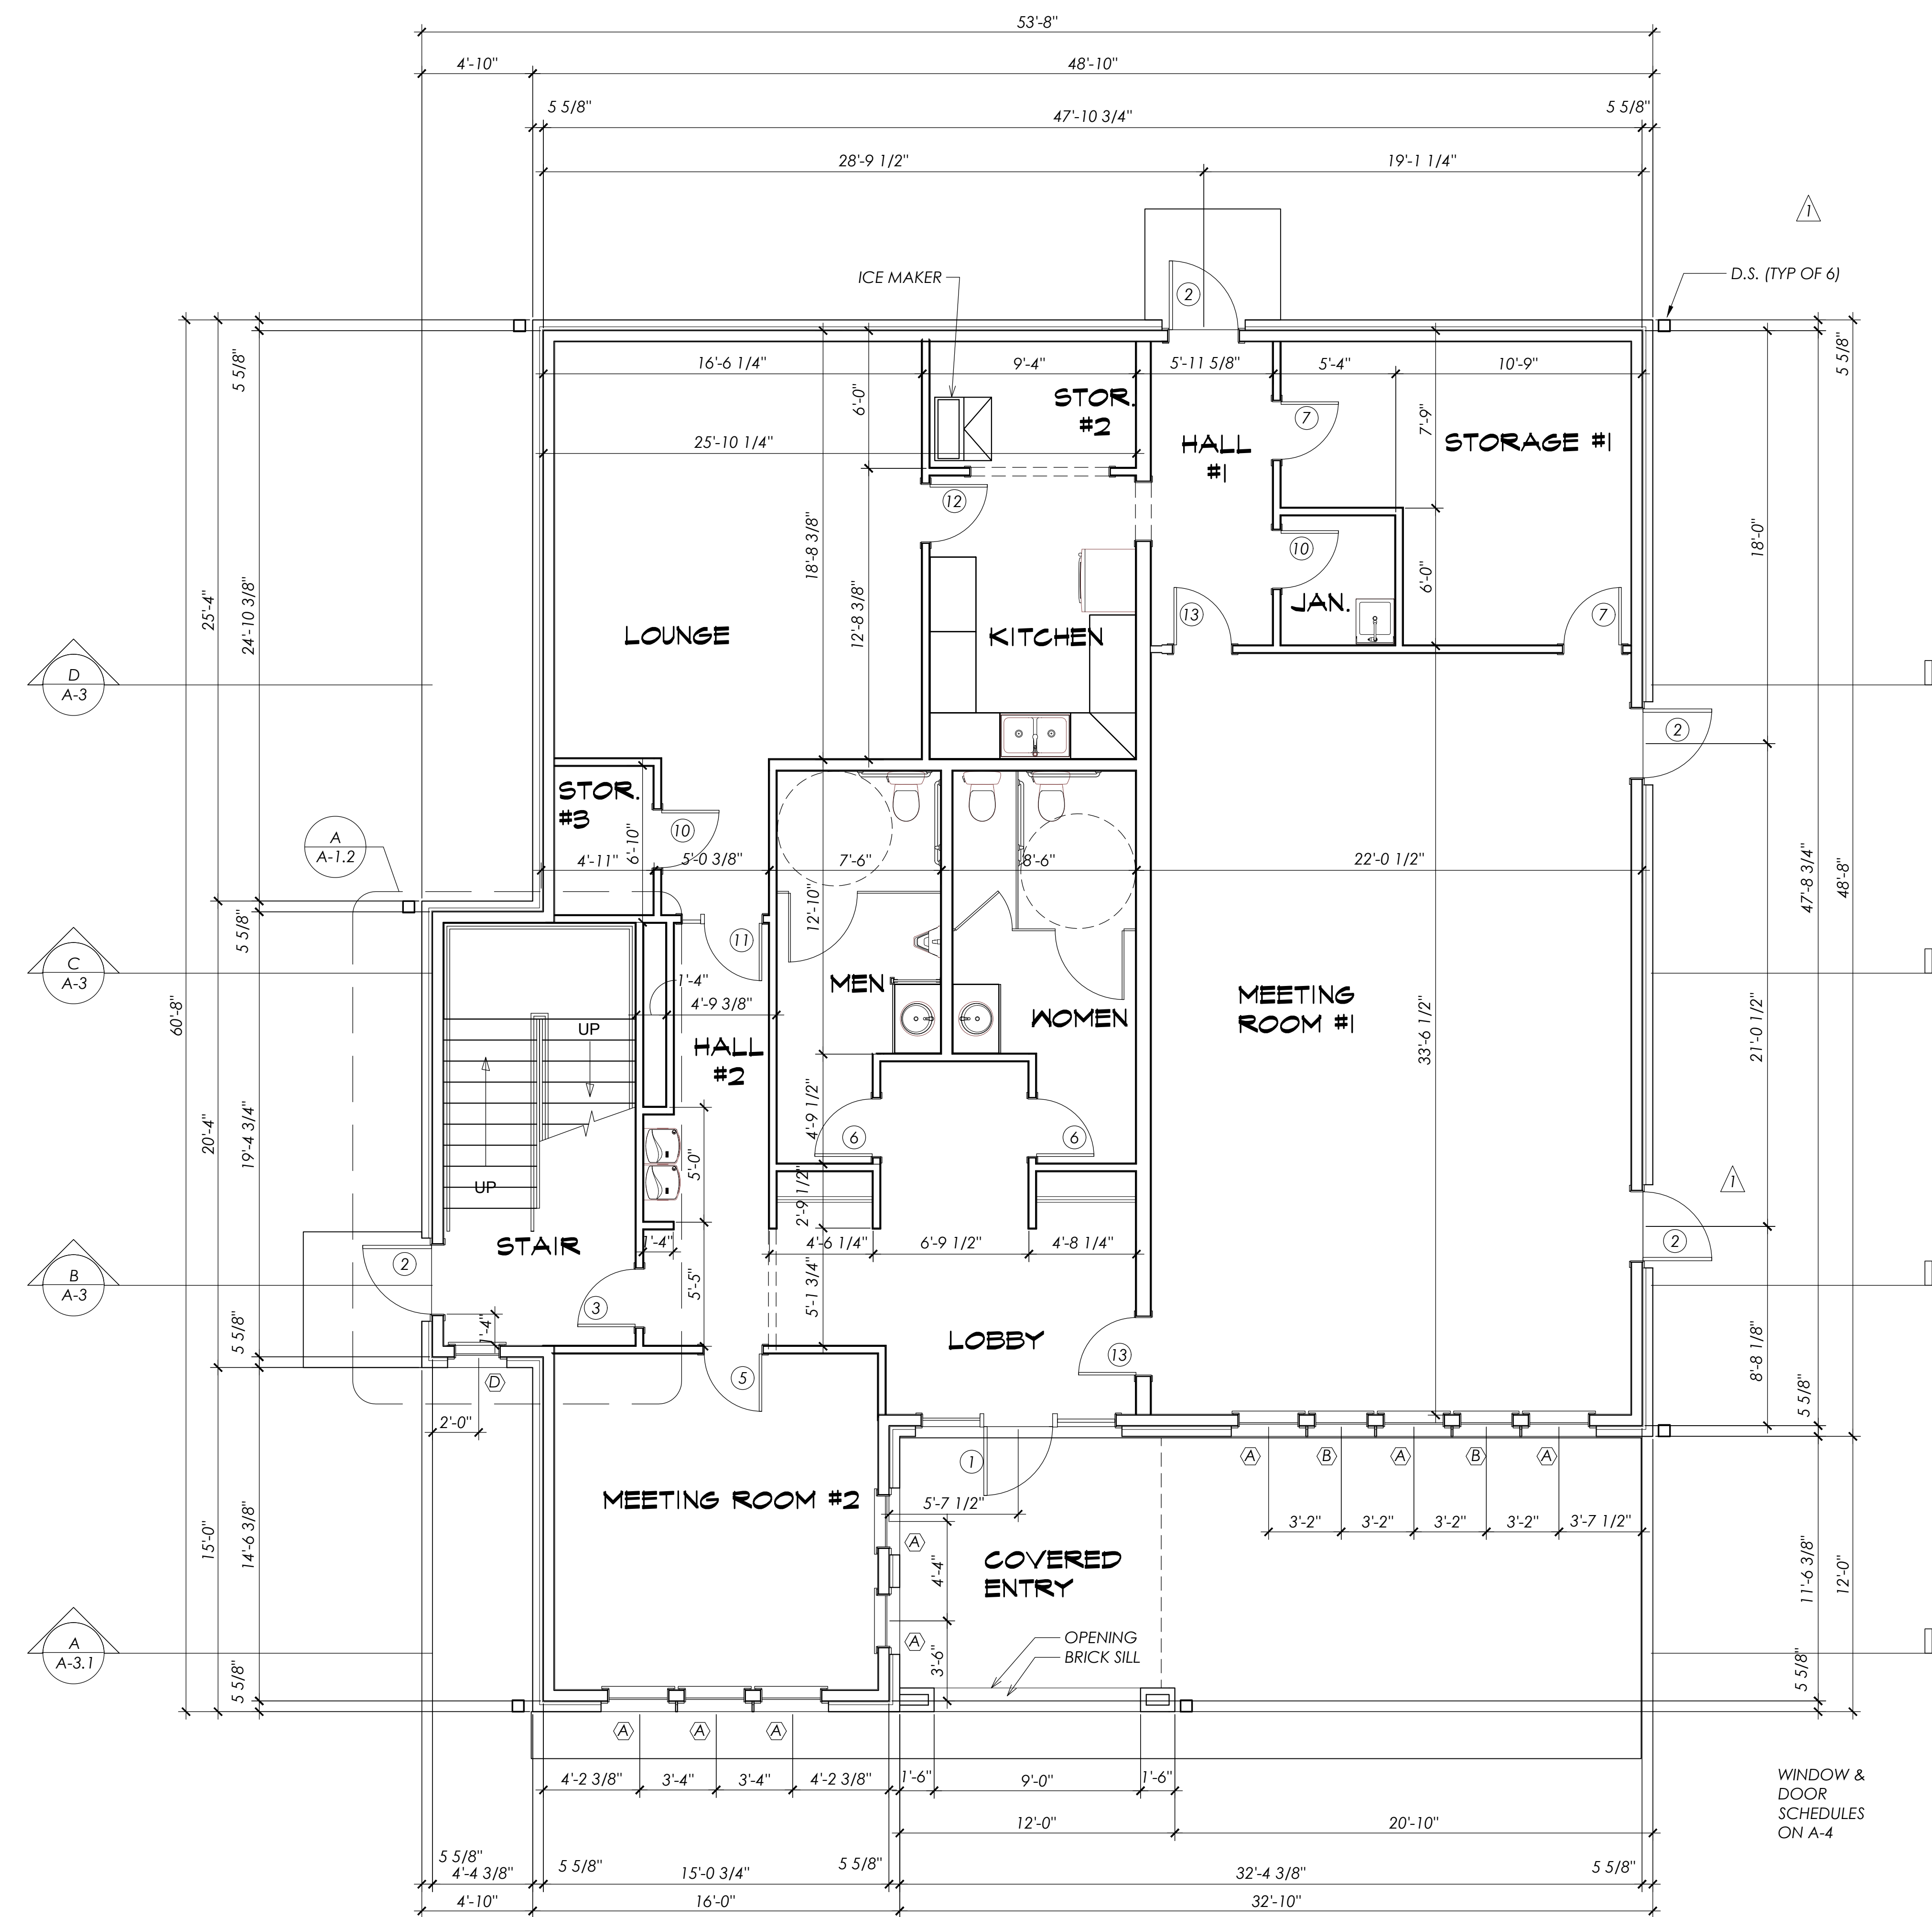 53'-8"
4'-10"
48'-10"
5 5/8"
47'-10 3/4"
5 5/8"
28'-9 1/2"
19'-1 1/4"
1
ICE MAKER
2
D.S. (TYP OF 6)
5 5/8"
16'-6 1/4"
6'-0"
9'-4"
STOR.
#2
5'-11 5/8"
5'-4"
10'-9"
5 5/8"
7
7'-9"
25'-10 1/4"
HALL
#1
STORAGE #1
12
18'-8 3/8"
12'-8 3/8"
10
18'-0"
6'-0"
25'-4"
24'-10 3/8"
JAN.
13
7
LOUNGE
KITCHEN
D
A-3
2
STOR.
#3
10
6'-10"
A
A-1.2
4'-11"
5'-0 3/8"
7'-6"
8'-6"
22'-0 1/2"
47'-8 3/4"
48'-8"
12'-10"
5 5/8"
11
C
A-3
1'-4"
4'-9 3/8"
MEN
WOMEN
MEETING
ROOM #1
33'-6 1/2"
21'-0 1/2"
60'-8"
UP
HALL
#2
20'-4"
19'-4 3/4"
4'-9 1/2"
6
6
5'-0"
UP
2'-9 1/2"
1
STAIR
1'-4"
4'-6 1/4"
6'-9 1/2"
4'-8 1/4"
2
2
B
A-3
5'-5"
5'-1 3/4"
3
1'-4"
5 5/8"
LOBBY
13
8'-8 1/8"
5 5/8"
D
5
2'-0"
1
A
B
A
B
A
5'-7 1/2"
3'-2"
3'-2"
3'-2"
3'-2"
3'-7 1/2"
MEETING ROOM #2
15'-0"
14'-6 3/8"
A
4'-4"
COVERED
ENTRY
11'-6 3/8"
12'-0"
A
A-3.1
A
3'-6"
OPENING
BRICK SILL
5 5/8"
5 5/8"
A
A
A
4'-2 3/8"
3'-4"
3'-4"
4'-2 3/8"
1'-6"
9'-0"
1'-6"
WINDOW &
DOOR
SCHEDULES
ON A-4
12'-0"
20'-10"
5 5/8"
4'-4 3/8"
5 5/8"
15'-0 3/4"
5 5/8"
32'-4 3/8"
5 5/8"
4'-10"
16'-0"
32'-10"